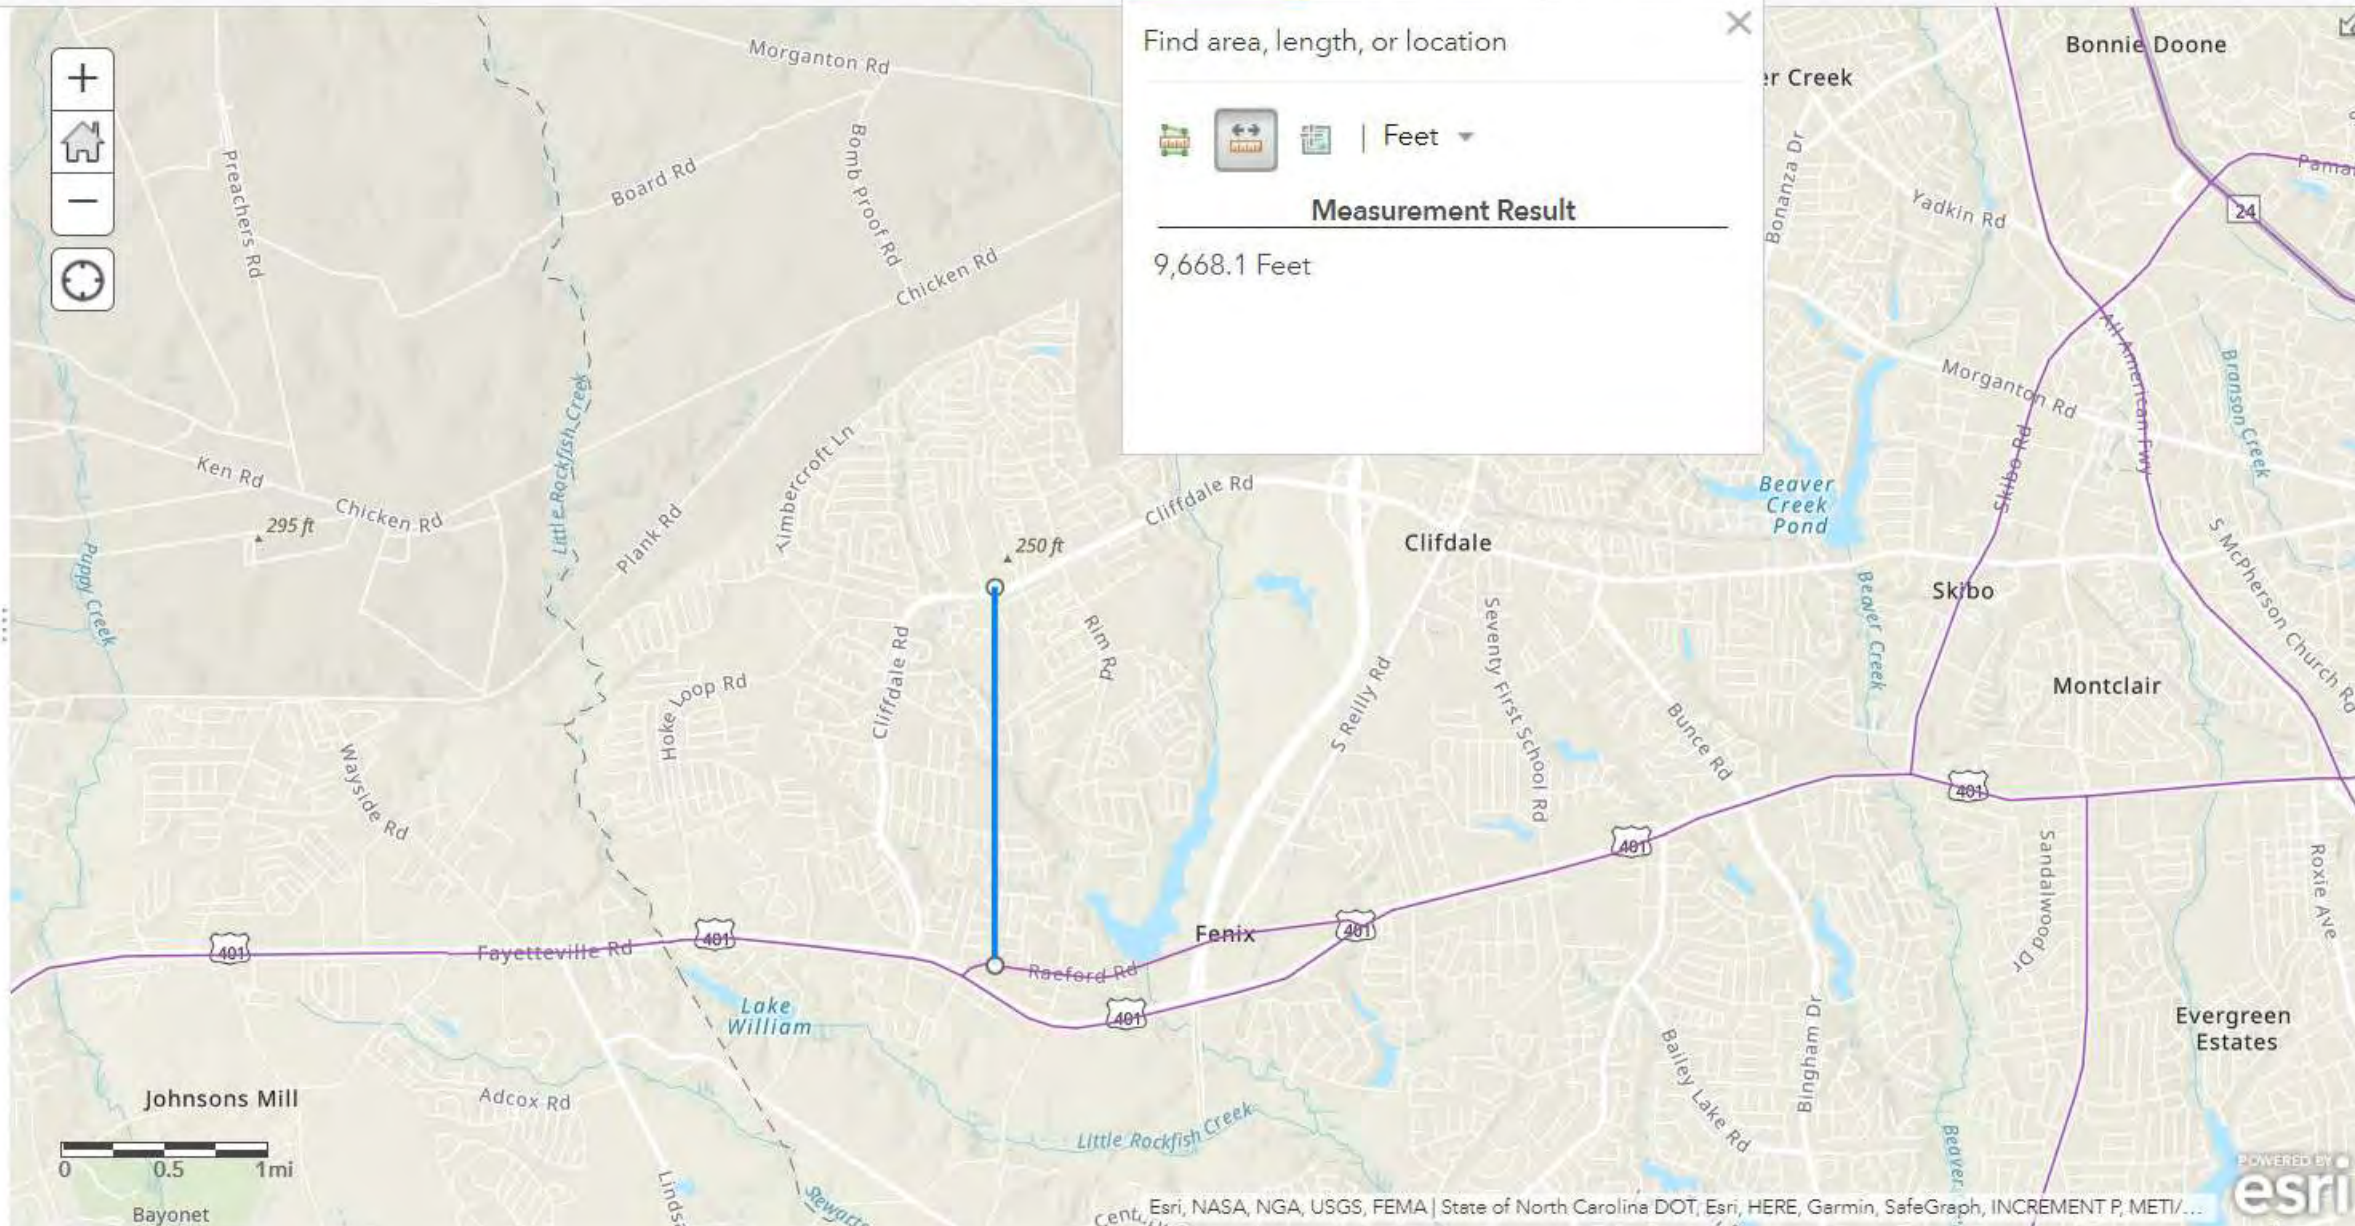 Find area, length, or location
Feet
Measurement Result
9,668.1 Feet
Morganton Rd
Bonnie Doone
er Creek
Preachers Rd
Board Rd
Bomb Proof Rd
Chicken Rd
Bonanza Dr
Yadkin Rd
24
All American Fwy
Morganton Rd
Branson Creek
Skibo Rd
Little Rockfish Creek
Ken Rd
Chicken Rd
295 ft
Plank Rd
Timbercroft Ln
Cliffdale Rd
250 ft
Clifdale
Beaver
Creek
Pond
S McPherson Church Rd
Puppy Creek
Skibo
Beaver Creek
Rim Rd
Seventy First School Rd
Cliffdale Rd
Hoke Loop Rd
S Reilly Rd
Montclair
Bunce Rd
Wayside Rd
401
401
Sandalwood Dr
Roxie Ave
401
401
Fayetteville Rd
Fenix
401
Raeford Rd
401
Lake
William
Evergreen
Estates
Bailey Lake Rd
Bingham Dr
Johnsons Mill
Adcox Rd
Little Rockfish Creek
Beaver
0 0.5 1mi
Bayonet
Esri, NASA, NGA, USGS, FEMA | State of North Carolina DOT, Esri, HERE, Garmin, SafeGraph, INCREMENT P, METI/...
POWERED BY
esri